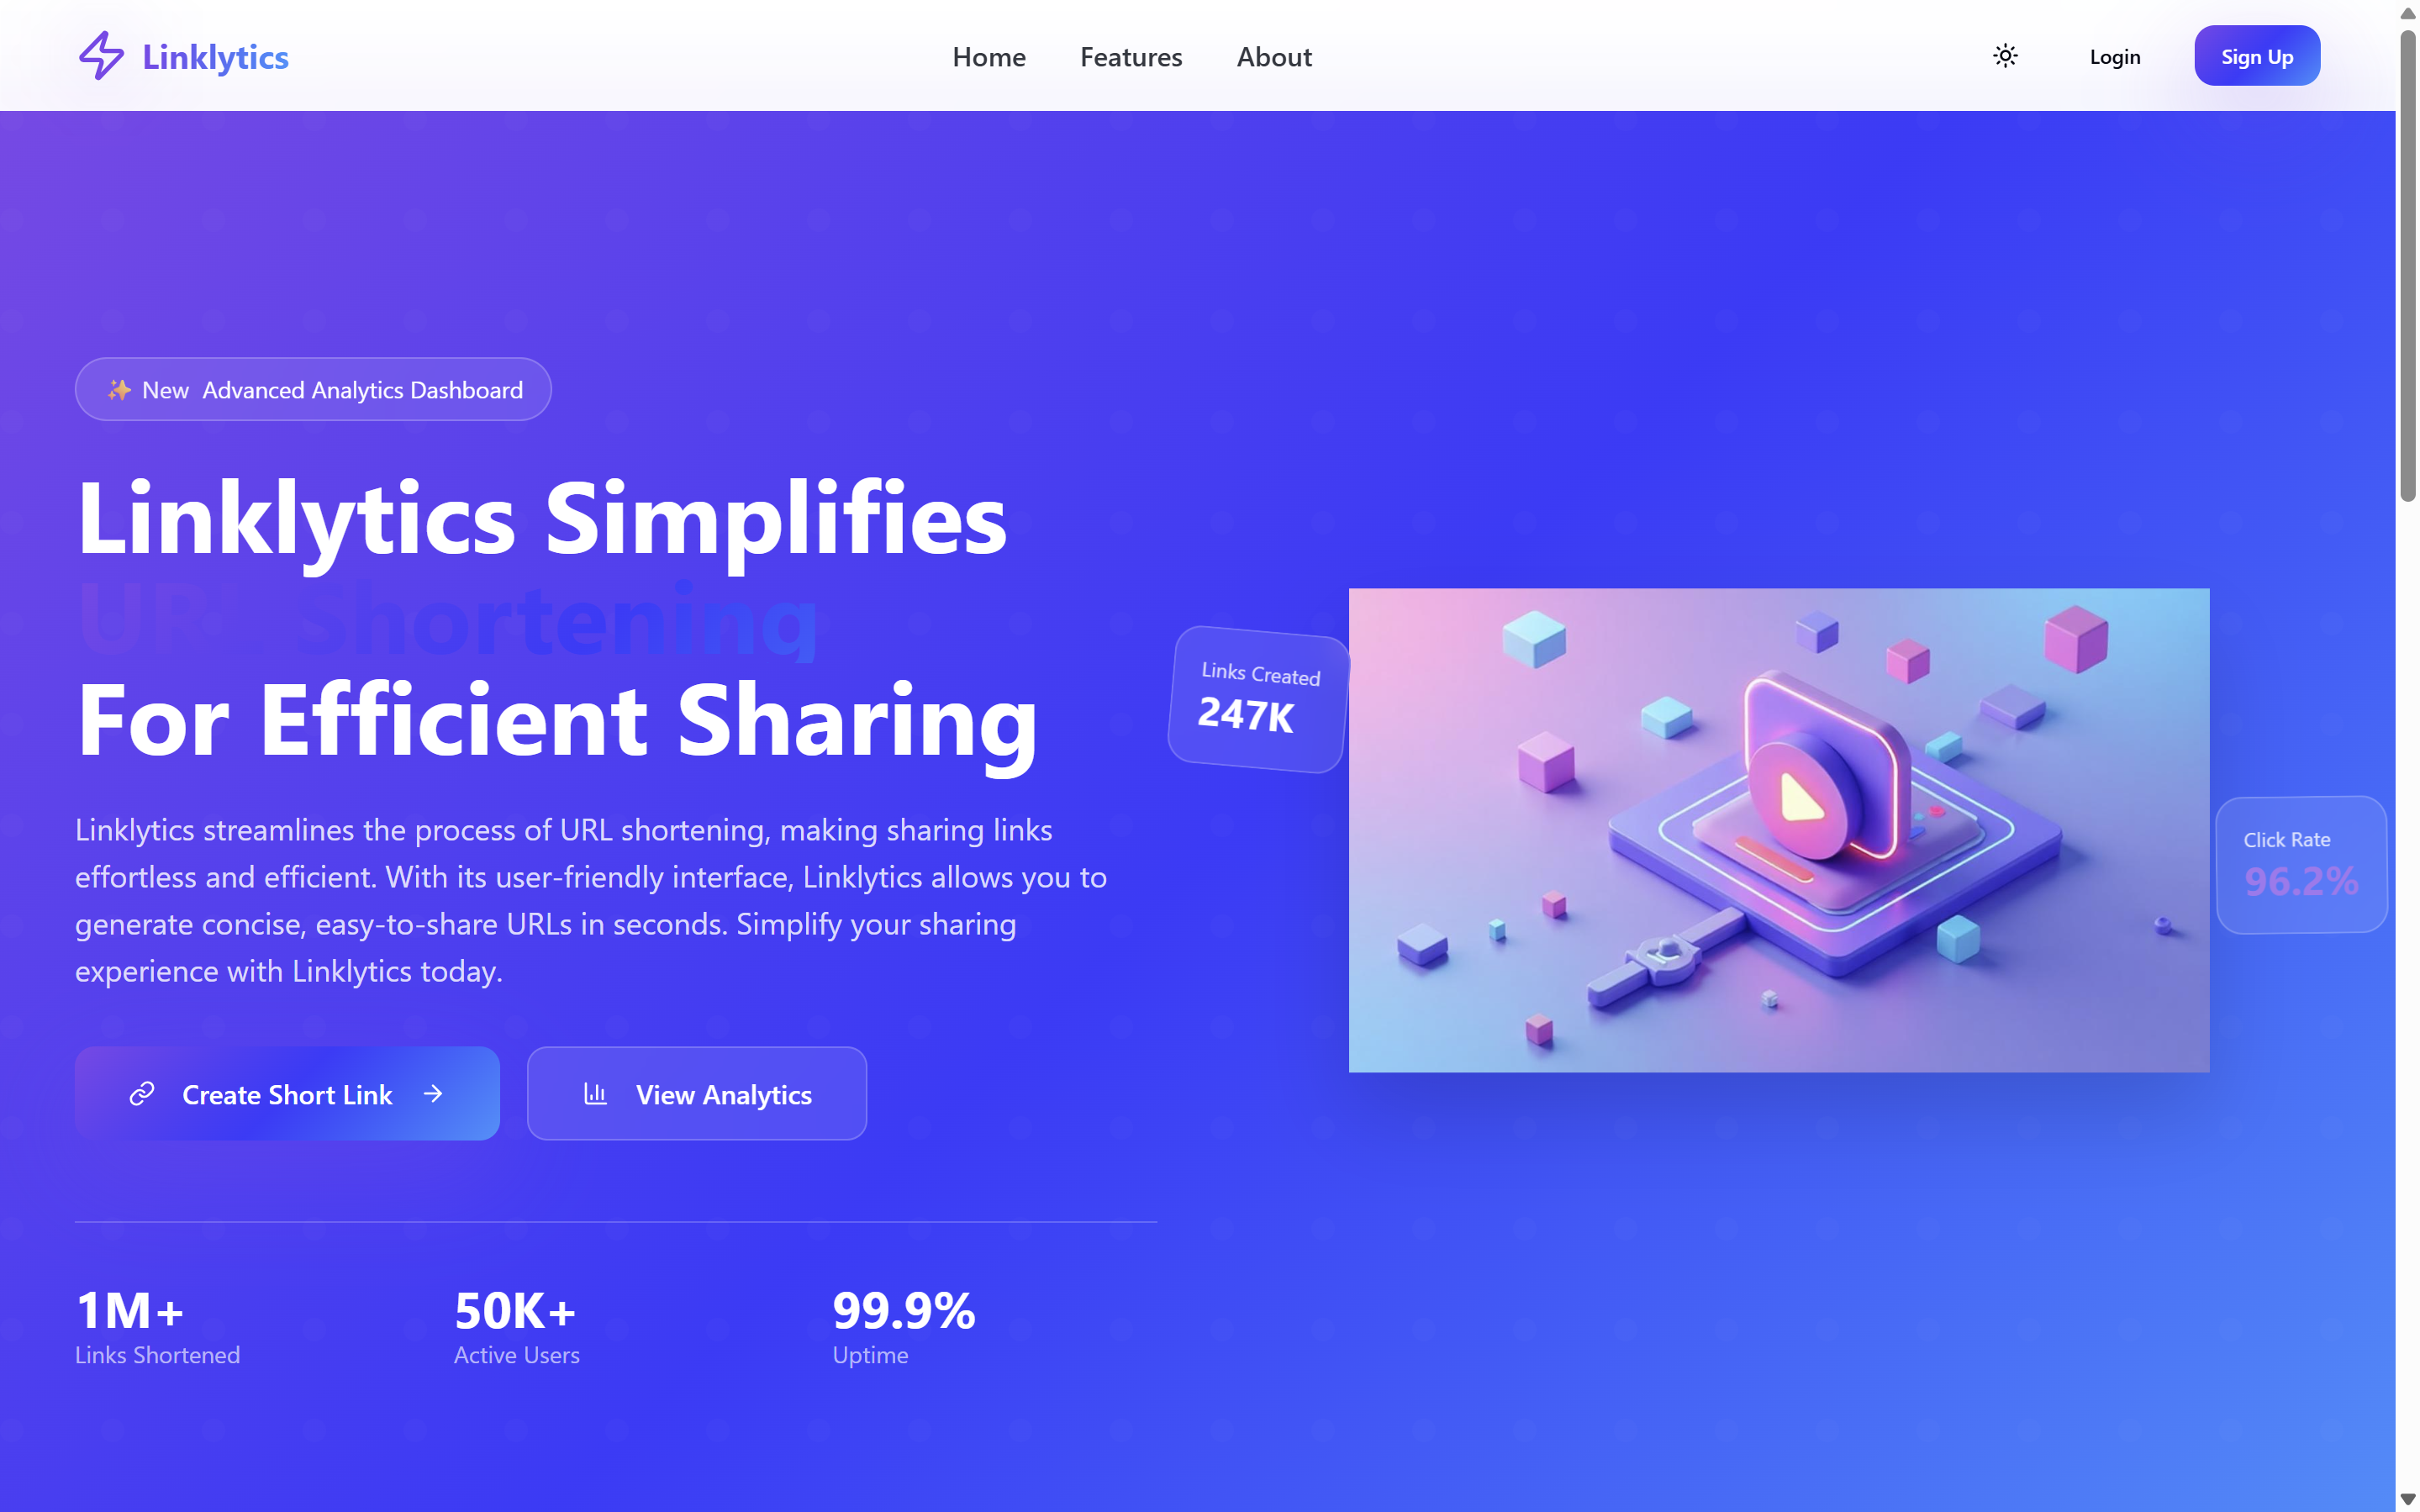 Linklytics
Home
Features
About
Login
Sign Up
✨ New Advanced Analytics Dashboard
Linklytics Simplifies
URL Shortening
For Efficient Sharing
Linklytics streamlines the process of URL shortening, making sharing links
effortless and efficient. With its user-friendly interface, Linklytics allows you to
generate concise, easy-to-share URLs in seconds. Simplify your sharing
experience with Linklytics today.
Create Short Link
View Analytics
1M+
Links Shortened
50K+
Active Users
99.9%
Uptime
Links Created
247K
Click Rate
96.2%